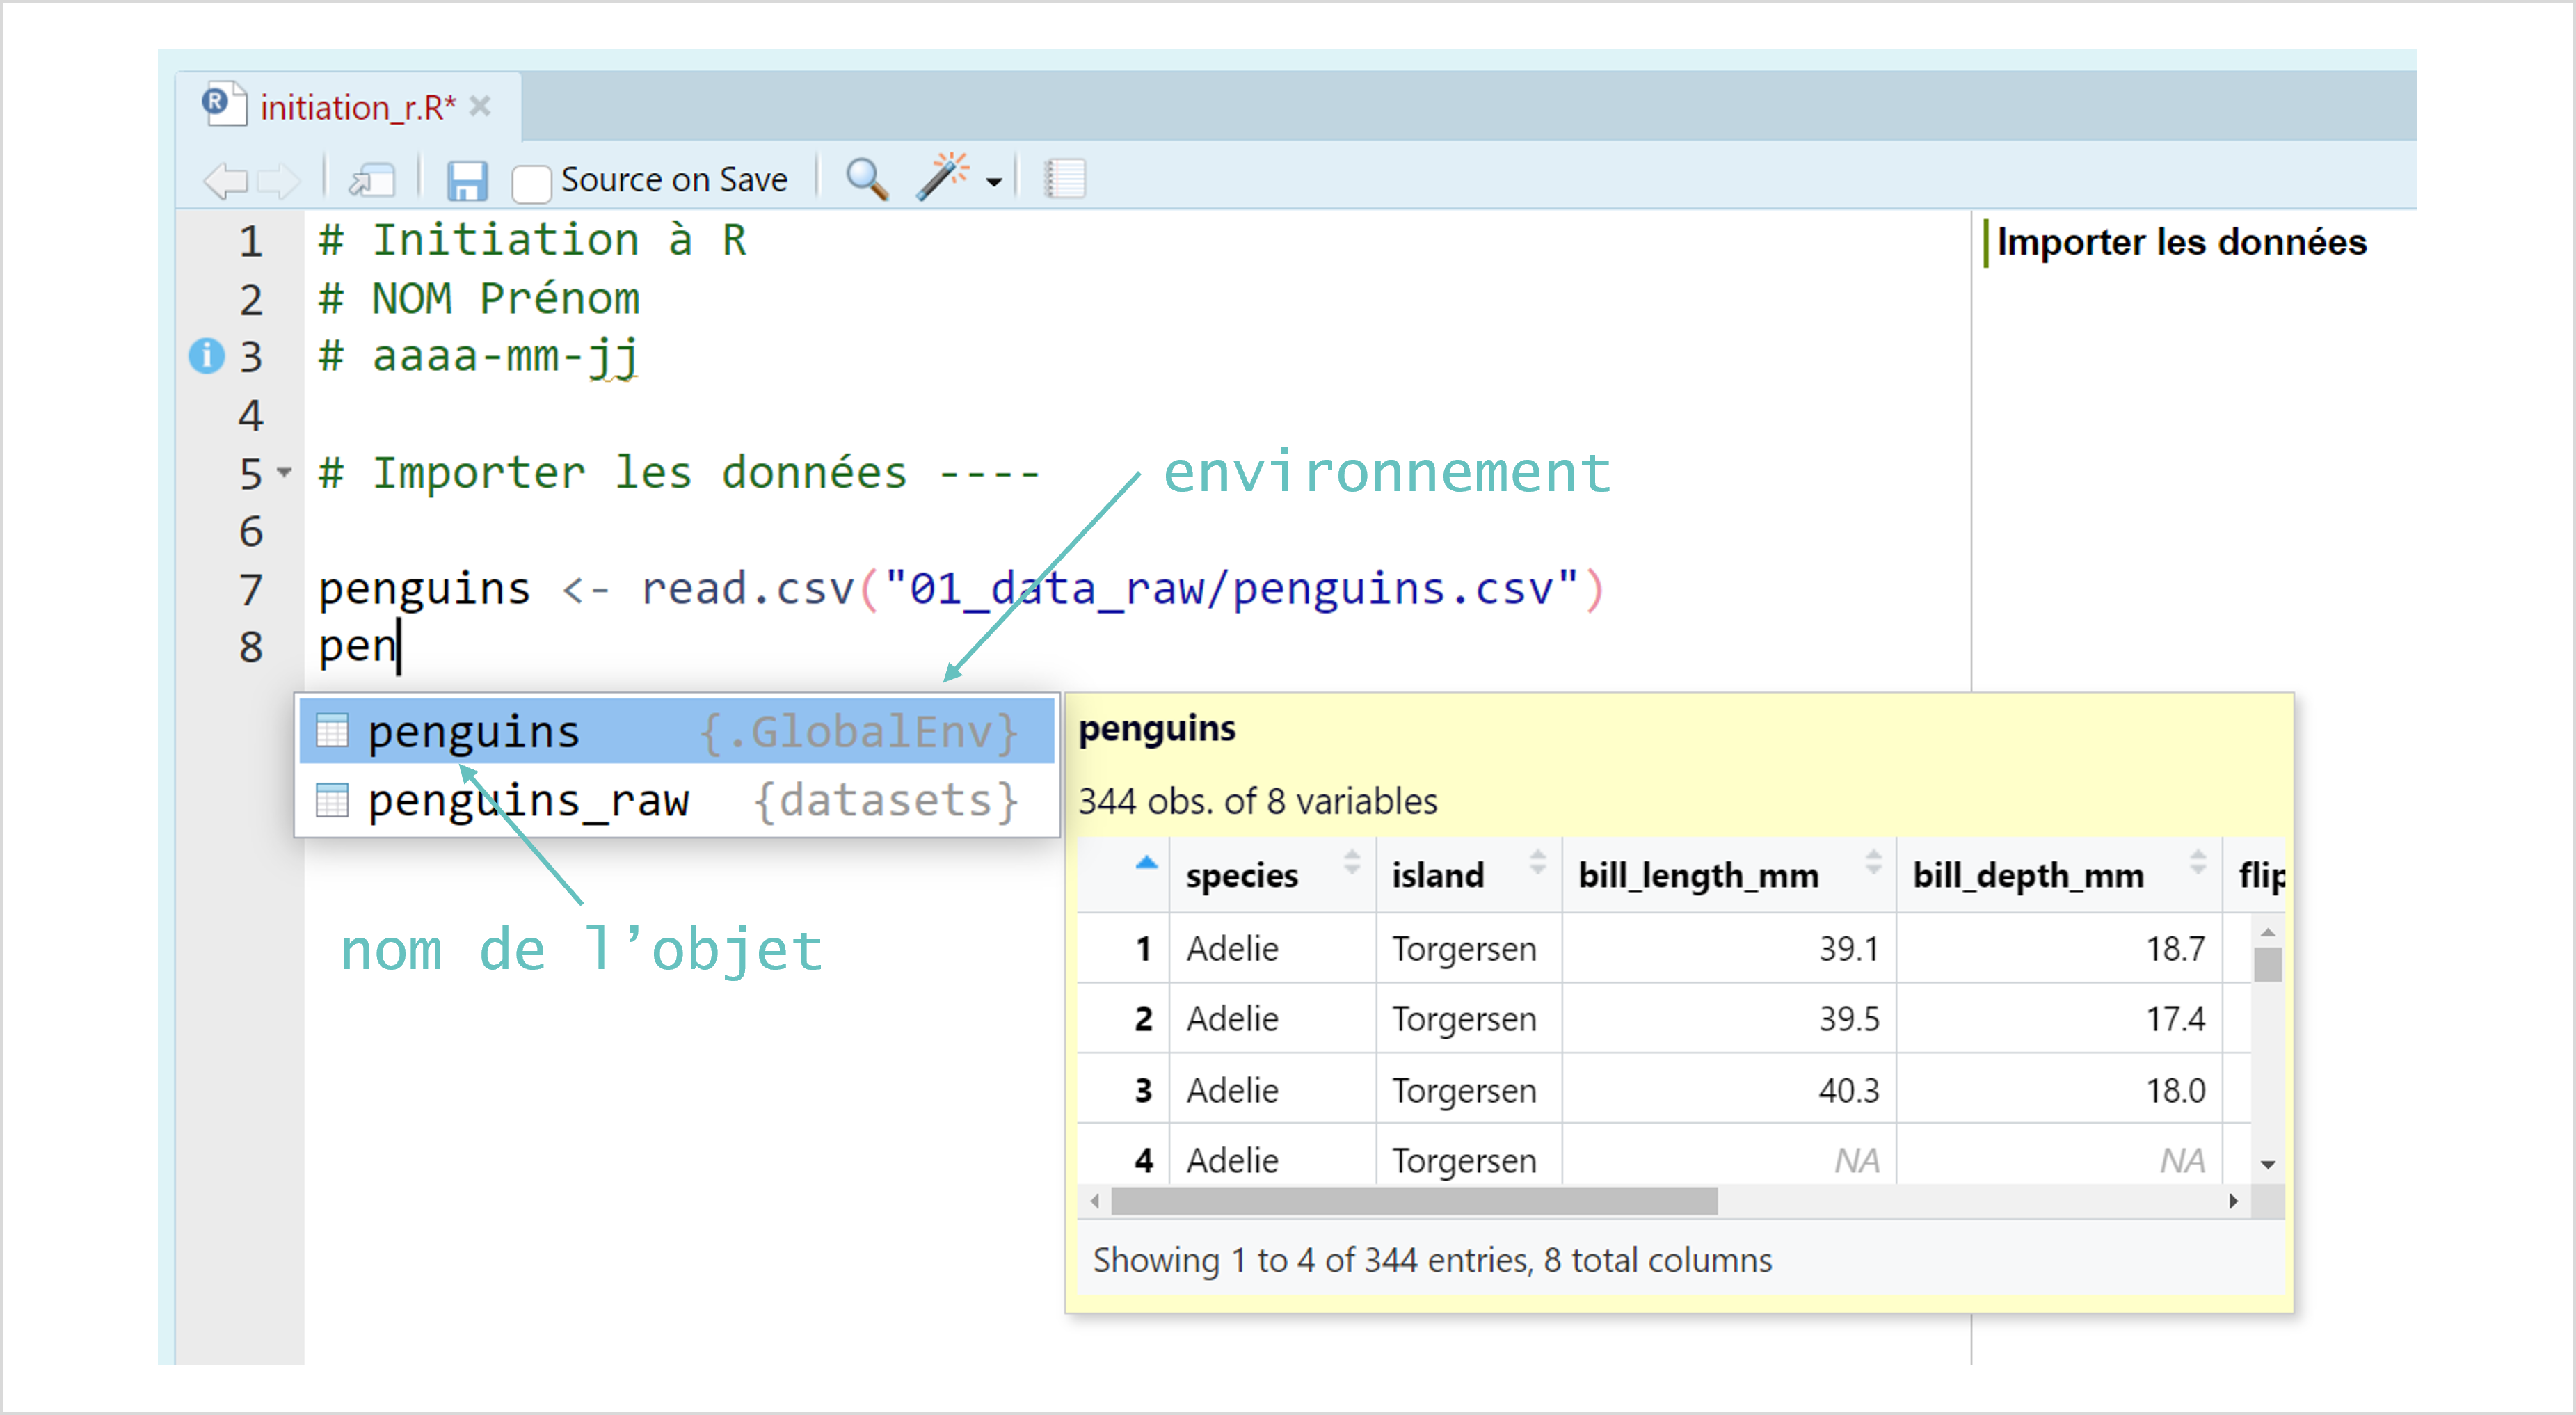 initiation_r.R*
Source on Save
1 # Initiation à R
2 # NOM Prénom
3 # aaaa-mm-jj
4
5 # Importer les données ----
6
7 penguins <- read.csv("01_data_raw/penguins.csv")
8 pen
Importer les données
environnement
penguins {.GlobalEnv}
penguins_raw {datasets}
nom de l’objet
penguins
344 obs. of 8 variables
species island bill_length_mm bill_depth_mm flip
1 Adelie Torgersen 39.1 18.7
2 Adelie Torgersen 39.5 17.4
3 Adelie Torgersen 40.3 18.0
4 Adelie Torgersen NA NA
Showing 1 to 4 of 344 entries, 8 total columns